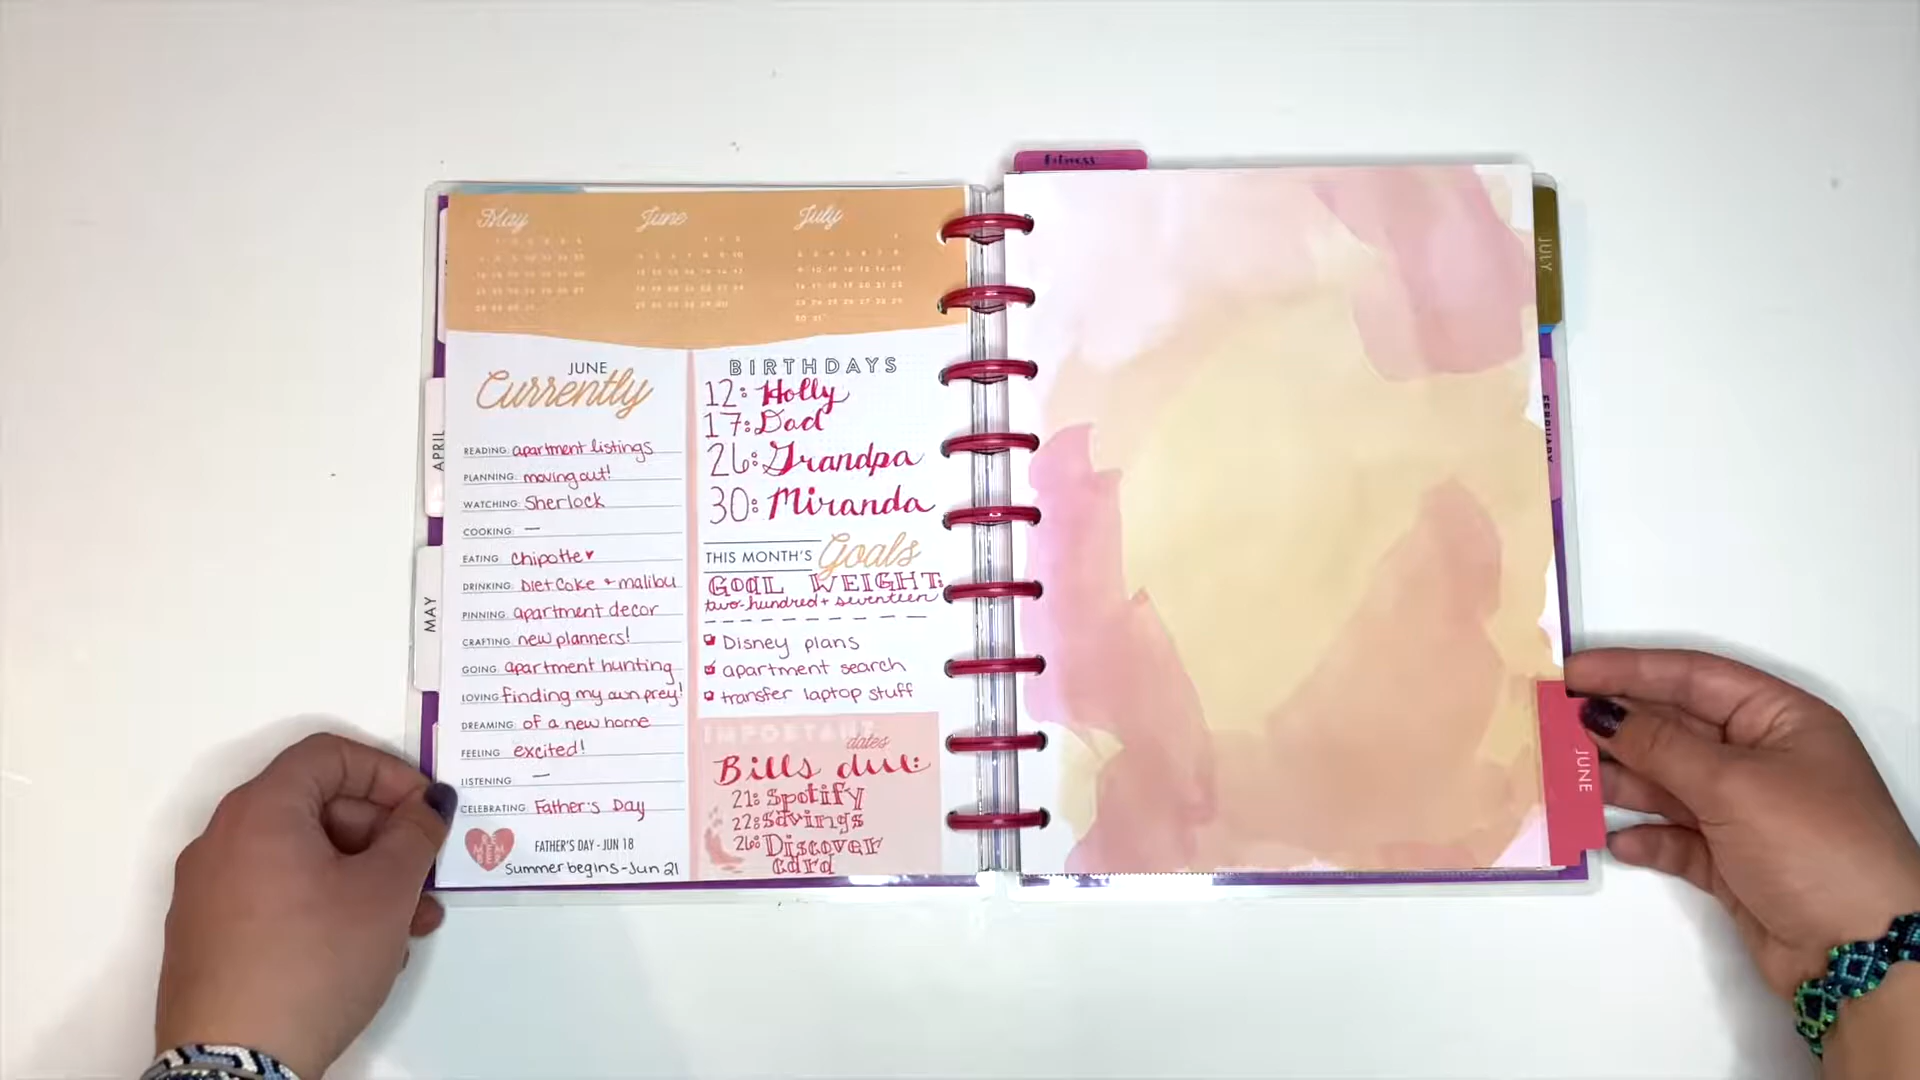 Fitness
May June July
JUNE
Currently
READING: apartment listings
PLANNING: moving out!
WATCHING: Sherlock
COOKING: —
EATING: chipotle♥
DRINKING: Diet Coke + malibu
PINNING: apartment decor
CRAFTING: new planners!
GOING: apartment hunting
LOVING: finding my own prey!
DREAMING: of a new home
FEELING: excited!
LISTENING: —
CELEBRATING: Father's Day
REMEMBER
FATHER'S DAY - JUN 18
Summer begins - Jun 21
BIRTHDAYS
12: Holly
17: Dad
26: Grandpa
30: Miranda
THIS MONTH'S Goals
GOAL WEIGHT:
two-hundred + seventeen
Disney plans
apartment search
transfer laptop stuff
IMPORTANT
dates
Bills due:
21: Spotify
22: Savings
26: Discover
card
APRIL
MAY
JULY
FEBRUARY
JUNE